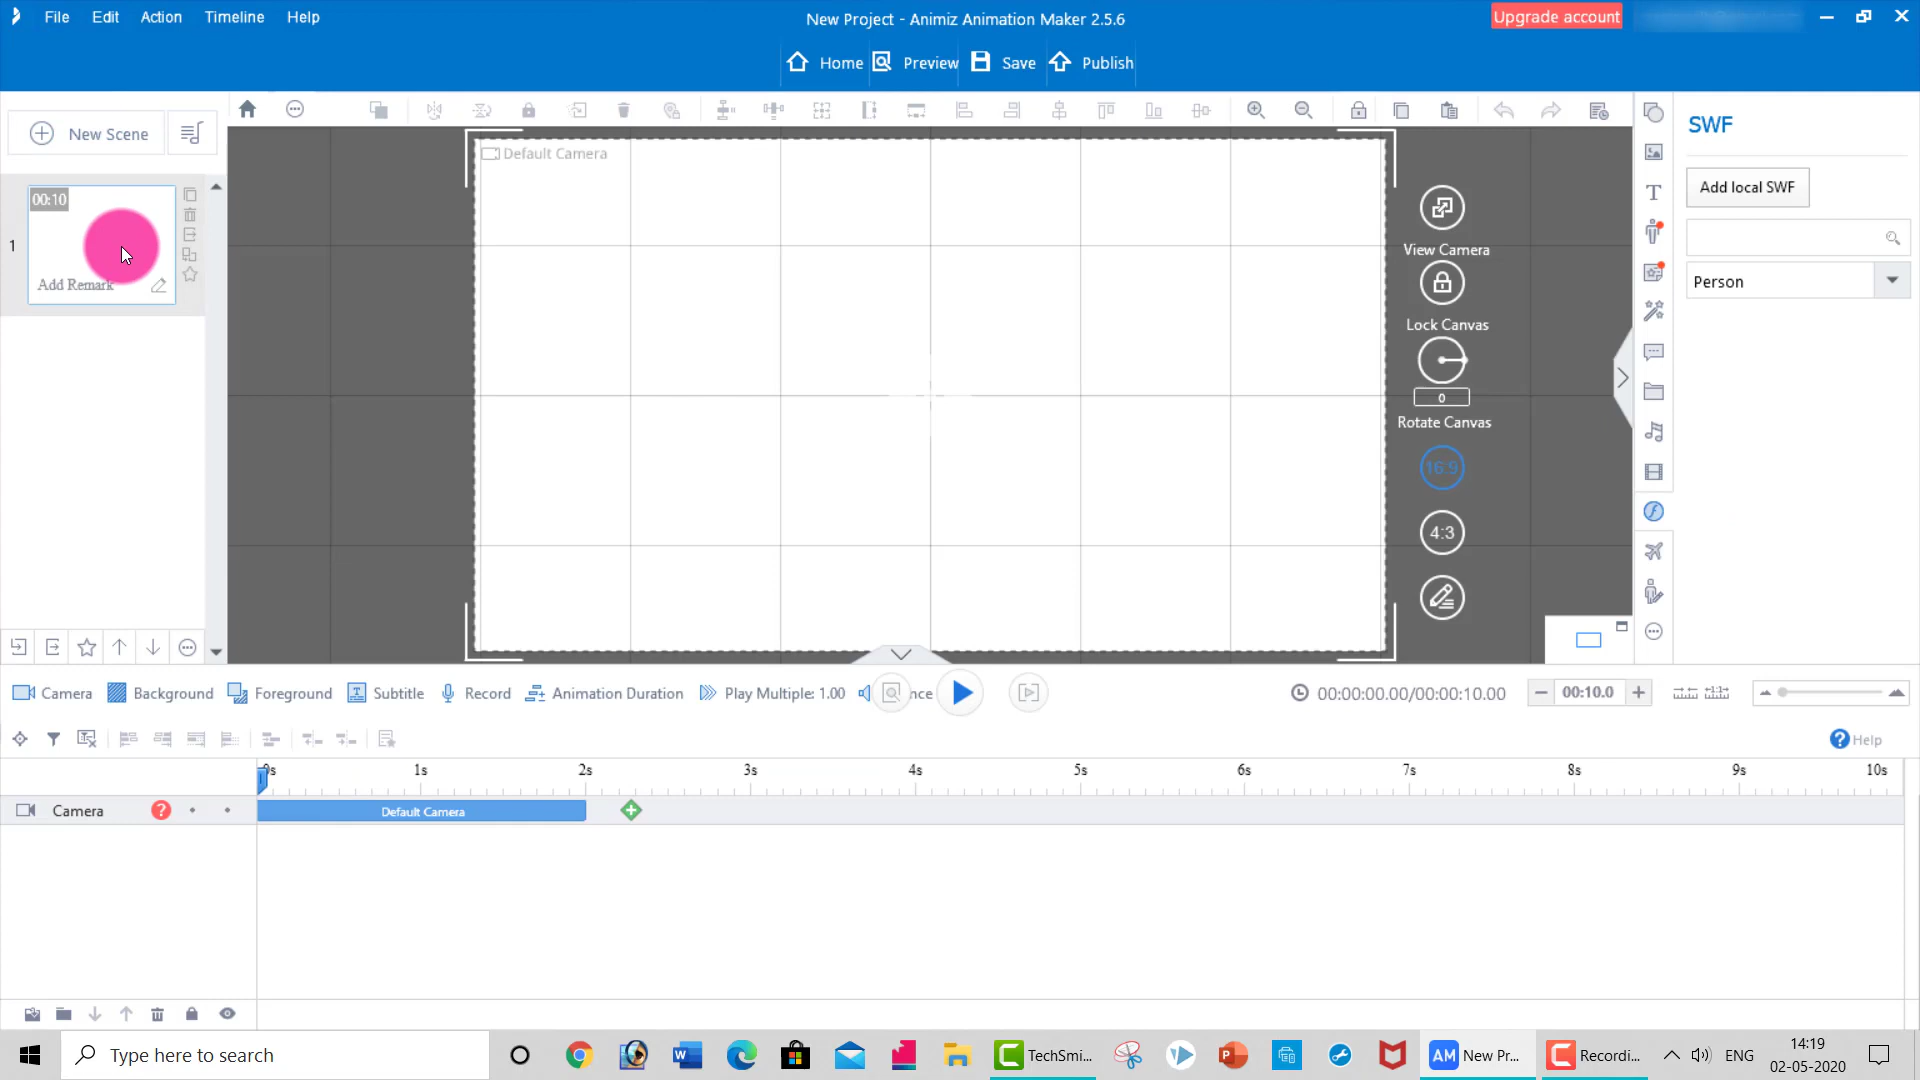 File Edit Action Timeline Help
New Project - Animiz Animation Maker 2.5.6
Upgrade account
Home Preview Save Publish
New Scene
SWF
Default Camera
Add local SWF
00:10
1
Add Remark
View Camera
Person
Lock Canvas
0
Rotate Canvas
16:9
4:3
Camera Background Foreground Subtitle Record Animation Duration Play Multiple: 1.00 nce
00:00:00.00/00:00:10.00
00:10.0
Help
0s 1s 2s 3s 4s 5s 6s 7s 8s 9s 10s
Camera
Default Camera
Type here to search
TechSmi...
AM New Pr...
Recordi...
ENG
14:19
02-05-2020